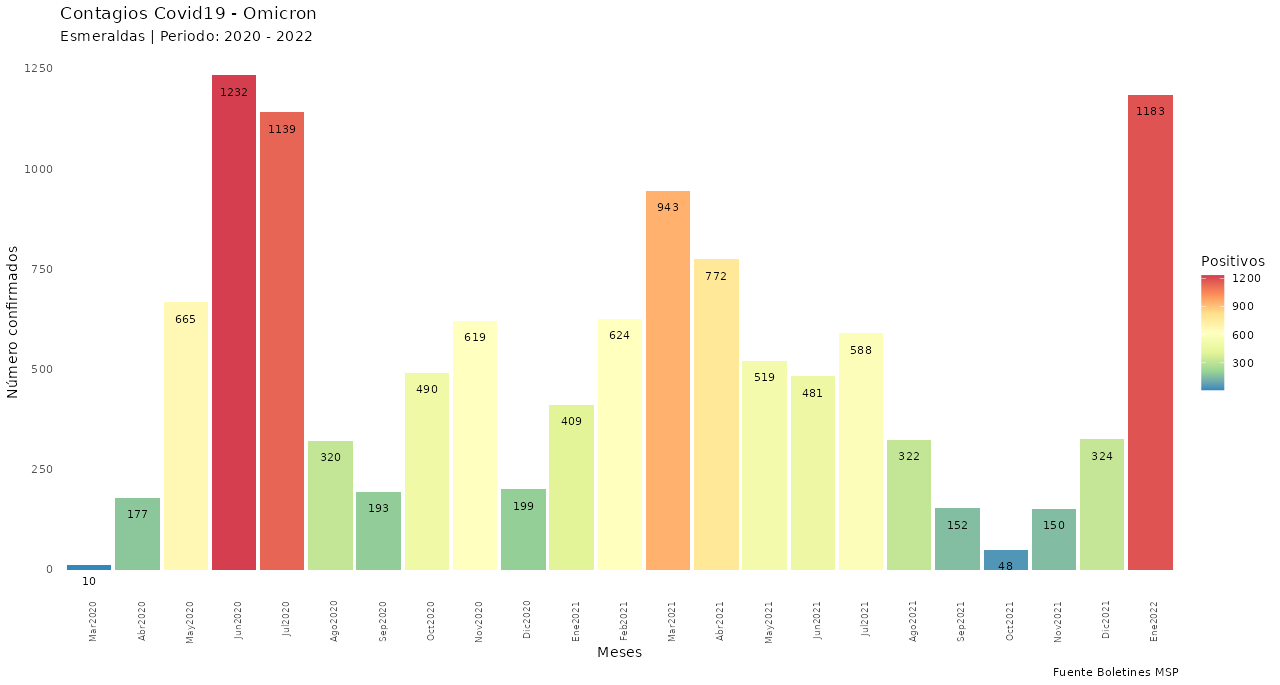 Contagios Covid19 - Omicron
Esmeraldas | Periodo: 2020 - 2022
Número confirmados
1250
1000
750
500
250
0
10
177
665
1232
1139
320
193
490
619
199
409
624
943
772
519
481
588
322
152
48
150
324
1183
Mar2020
Abr2020
May2020
Jun2020
Jul2020
Ago2020
Sep2020
Oct2020
Nov2020
Dic2020
Ene2021
Feb2021
Mar2021
Abr2021
May2021
Jun2021
Jul2021
Ago2021
Sep2021
Oct2021
Nov2021
Dic2021
Ene2022
Meses
Positivos
1200
900
600
300
Fuente Boletines MSP